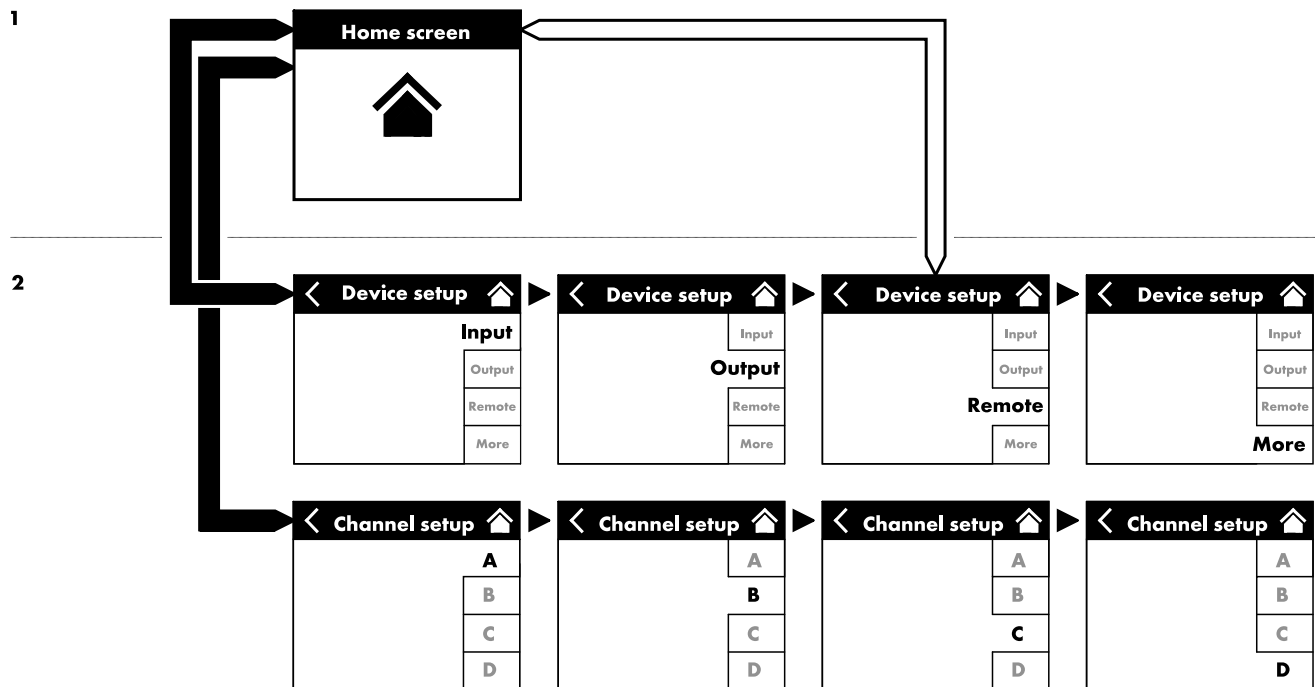 1
Home screen
2
Device setup
Input
Output
Remote
More
Device setup
Input
Output
Remote
More
Device setup
Input
Output
Remote
More
Device setup
Input
Output
Remote
More
Channel setup
A
B
C
D
Channel setup
A
B
C
D
Channel setup
A
B
C
D
Channel setup
A
B
C
D